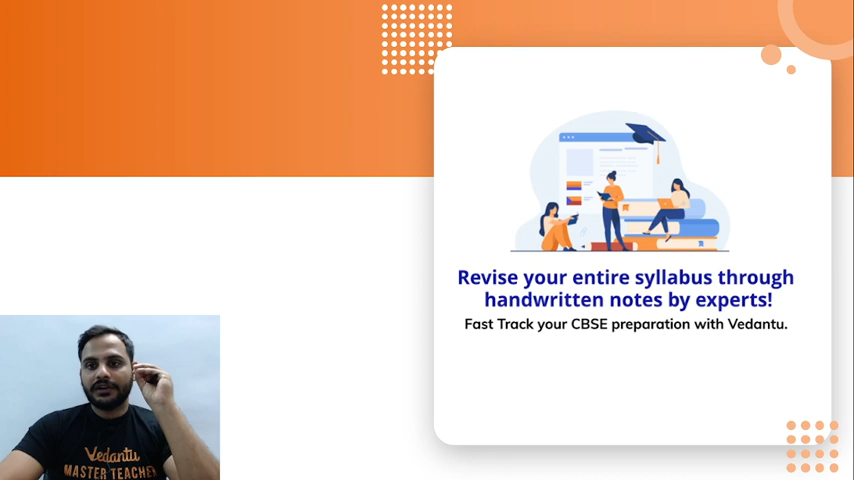 Revise your entire syllabus through
handwritten notes by experts!
Fast Track your CBSE preparation with Vedantu.
Vedantu
MASTER TEACHER